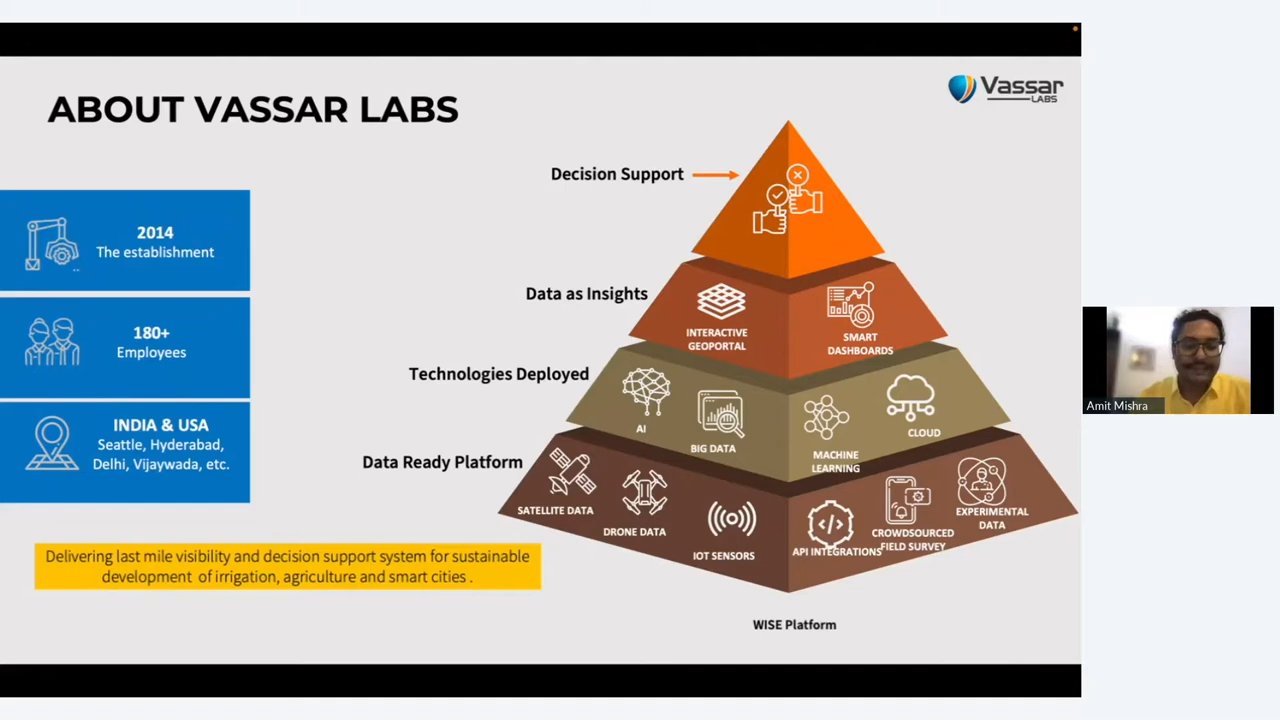 ABOUT VASSAR LABS
Vassar
LABS
2014
The establishment
180+
Employees
INDIA & USA
Seattle, Hyderabad,
Delhi, Vijaywada, etc.
Delivering last mile visibility and decision support system for sustainable
development of irrigation, agriculture and smart cities .
Decision Support
Data as Insights
INTERACTIVE
GEOPORTAL
SMART
DASHBOARDS
Technologies Deployed
AI
BIG DATA
MACHINE
LEARNING
CLOUD
Data Ready Platform
SATELLITE DATA
DRONE DATA
IOT SENSORS
API INTEGRATIONS
CROWDSOURCED
FIELD SURVEY
EXPERIMENTAL
DATA
WISE Platform
Amit Mishra